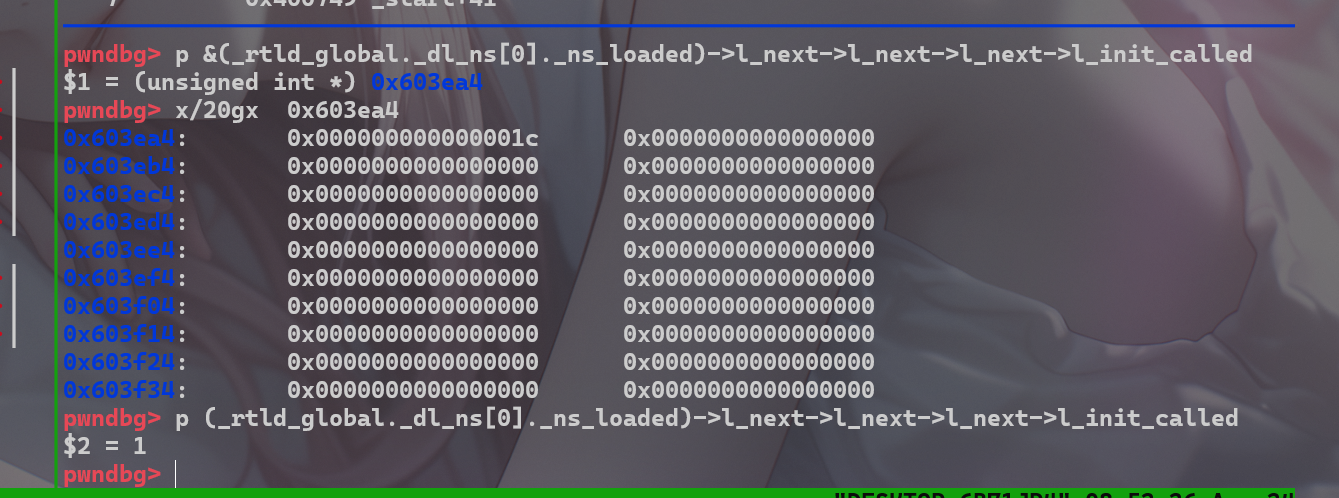 7 0x400749 _start+41
pwndbg> p &(_rtld_global._dl_ns[0]._ns_loaded)->l_next->l_next->l_next->l_init_called
$1 = (unsigned int *) 0x603ea4
pwndbg> x/20gx  0x603ea4
0x603ea4: 0x000000000000001c 0x0000000000000000
0x603eb4: 0x0000000000000000 0x0000000000000000
0x603ec4: 0x0000000000000000 0x0000000000000000
0x603ed4: 0x0000000000000000 0x0000000000000000
0x603ee4: 0x0000000000000000 0x0000000000000000
0x603ef4: 0x0000000000000000 0x0000000000000000
0x603f04: 0x0000000000000000 0x0000000000000000
0x603f14: 0x0000000000000000 0x0000000000000000
0x603f24: 0x0000000000000000 0x0000000000000000
0x603f34: 0x0000000000000000 0x0000000000000000
pwndbg> p (_rtld_global._dl_ns[0]._ns_loaded)->l_next->l_next->l_next->l_init_called
$2 = 1
pwndbg>